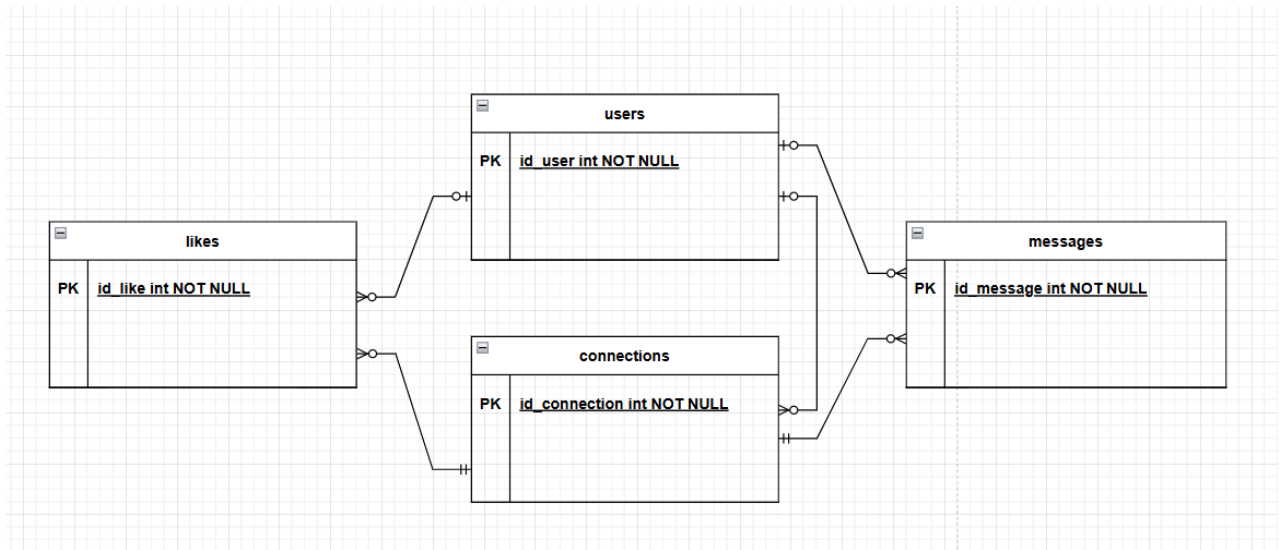 users
PK id_user int NOT NULL
likes
PK id_like int NOT NULL
messages
PK id_message int NOT NULL
connections
PK id_connection int NOT NULL